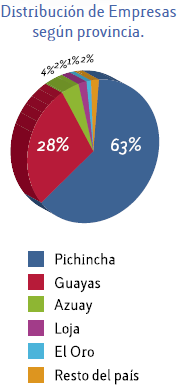 Distribución de Empresas
según provincia.
4% 2% 1% 2%
28% 63%
Pichincha
Guayas
Azuay
Loja
El Oro
Resto del país